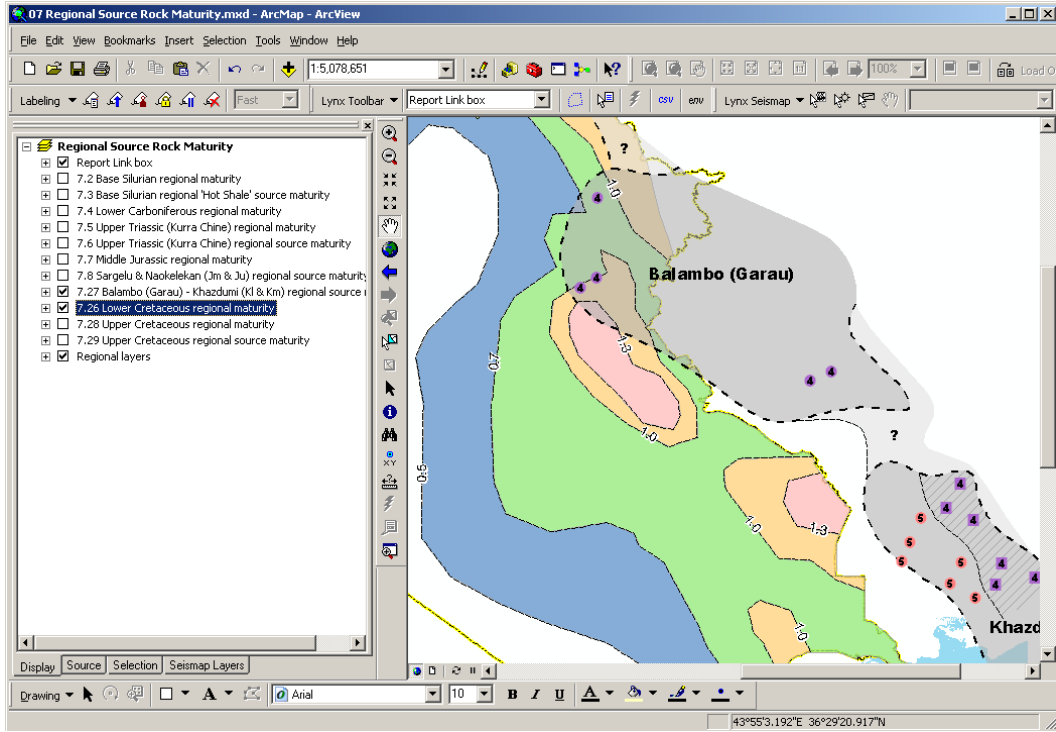 07 Regional Source Rock Maturity.mxd - ArcMap - ArcView
File Edit View Bookmarks Insert Selection Tools Window Help
1:5,078,651 100% Load O
Labeling Fast Lynx Toolbar Report Link box csv env Lynx Seismap
Regional Source Rock Maturity
Report Link box
7.2 Base Silurian regional maturity
7.3 Base Silurian regional 'Hot Shale' source maturity
7.4 Lower Carboniferous regional maturity
7.5 Upper Triassic (Kurra Chine) regional maturity
7.6 Upper Triassic (Kurra Chine) regional source maturity
7.7 Middle Jurassic regional maturity
7.8 Sargelu & Naokelekan (Jm & Ju) regional source maturity
7.27 Balambo (Garau) - Khazdumi (Kl & Km) regional source r
7.26 Lower Cretaceous regional maturity
7.28 Upper Cretaceous regional maturity
7.29 Upper Cretaceous regional source maturity
Regional layers
Display Source Selection Seismap Layers
XY
?
1.0
4
Balambo (Garau)
4
4
1.3
0.7
4
4
1.0
?
0.5
4
4
4
5
1.0
1.3
5
5
5
4
4
4
5
5
1.0
Khazd
Drawing Arial 10 B I U A
43°55'3.192"E 36°29'20.917"N